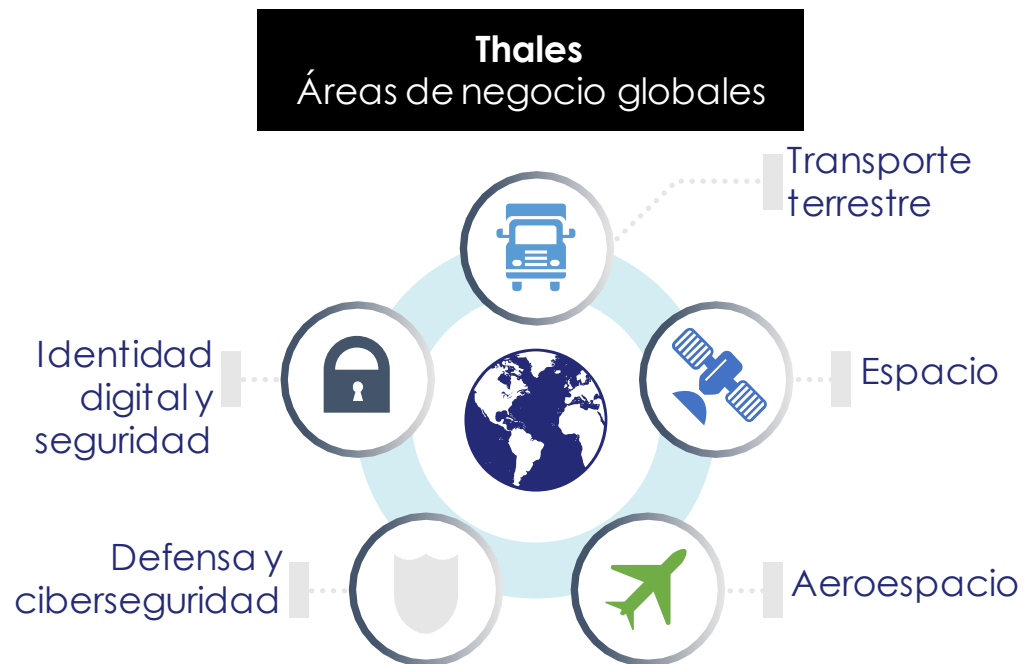 Thales
Áreas de negocio globales
Transporte
terrestre
Identidad
digital y
seguridad
Espacio
Defensa y
ciberseguridad
Aeroespacio